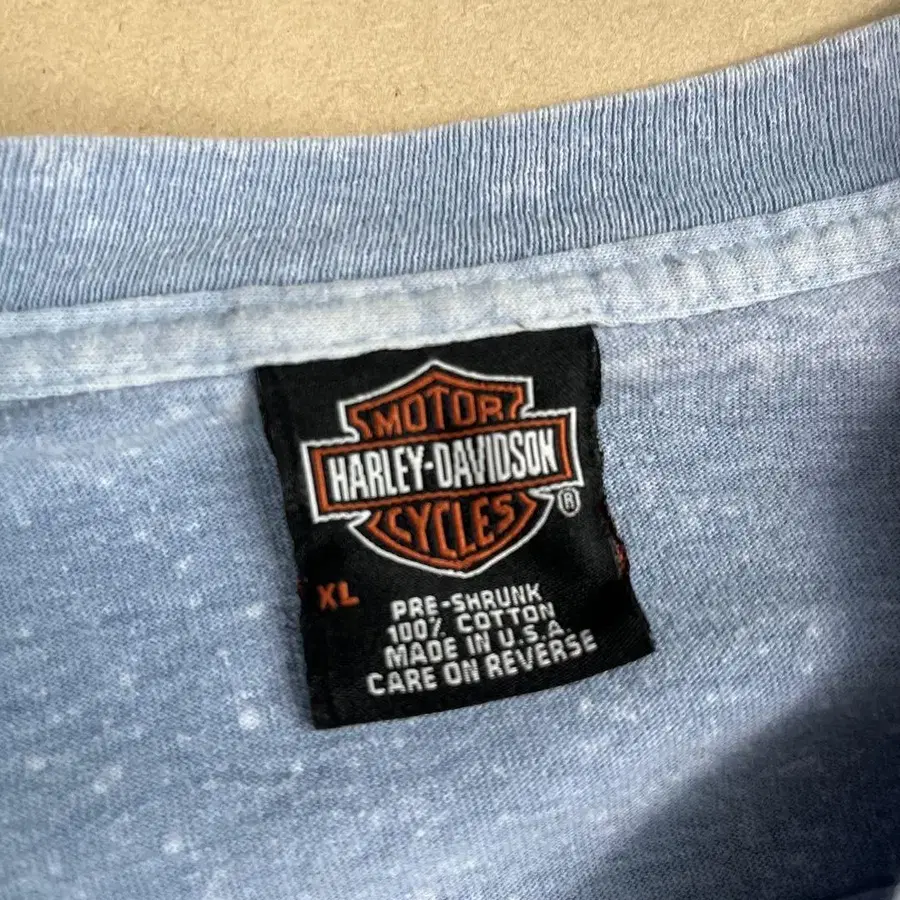 MOTOR
HARLEY-DAVIDSON
CYCLES
®
XL
PRE-SHRUNK
100% COTTON
MADE IN U.S.A.
CARE ON REVERSE